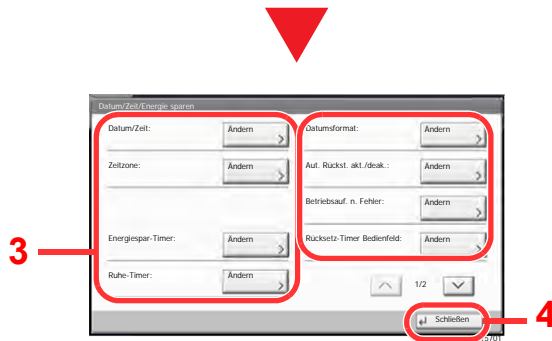 Datum/Zeit/Energie sparen
Datum/Zeit: Ändern Datumsformat: Ändern
Zeitzone: Ändern Aut. Rückst. akt./deak.: Ändern
Betriebsauf. n. Fehler: Ändern
3
Energiespar-Timer: Ändern Rücksetz-Timer Bedienfeld: Ändern
Ruhe-Timer: Ändern 1/2
Schließen
4